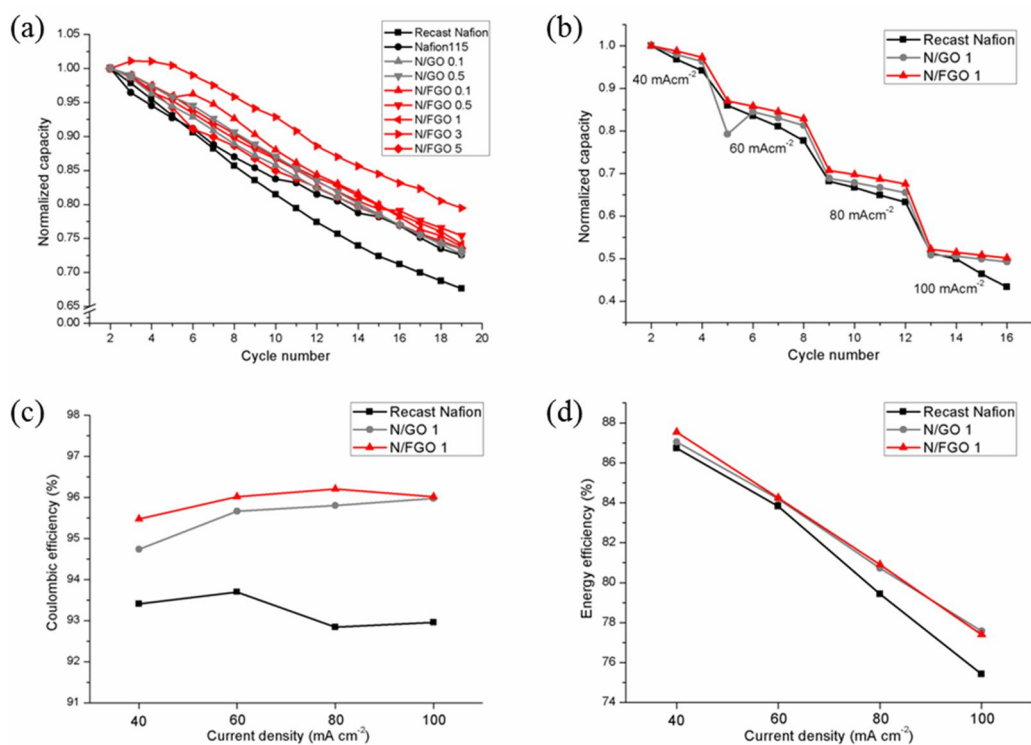 (a)
1.05
1.00
0.95
0.90
0.85
0.80
0.75
0.70
0.65
0.00
Normalized capacity
2 4 6 8 10 12 14 16 18 20
Cycle number
Recast Nafion
Nafion115
N/GO 0.1
N/GO 0.5
N/FGO 0.1
N/FGO 0.5
N/FGO 1
N/FGO 3
N/FGO 5
(b)
1.0
0.9
0.8
0.7
0.6
0.5
0.4
Normalized capacity
2 4 6 8 10 12 14 16
Cycle number
Recast Nafion
N/GO 1
N/FGO 1
40 mAcm⁻²
60 mAcm⁻²
80 mAcm⁻²
100 mAcm⁻²
(c)
98
97
96
95
94
93
92
91
Coulombic efficiency (%)
40 60 80 100
Current density (mA cm⁻²)
Recast Nafion
N/GO 1
N/FGO 1
(d)
88
86
84
82
80
78
76
74
Energy efficiency (%)
40 60 80 100
Current density (mA cm⁻²)
Recast Nafion
N/GO 1
N/FGO 1